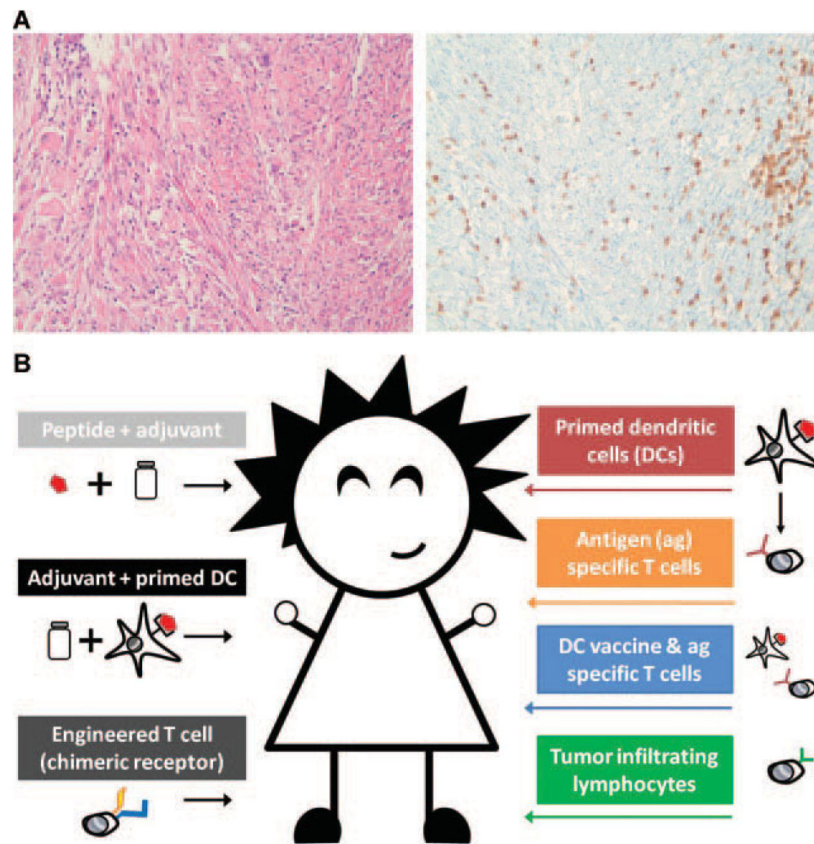 A
B
Peptide + adjuvant
+
Adjuvant + primed DC
+
Engineered T cell
(chimeric receptor)
Primed dendritic
cells (DCs)
Antigen (ag)
specific T cells
DC vaccine & ag
specific T cells
Tumor infiltrating
lymphocytes